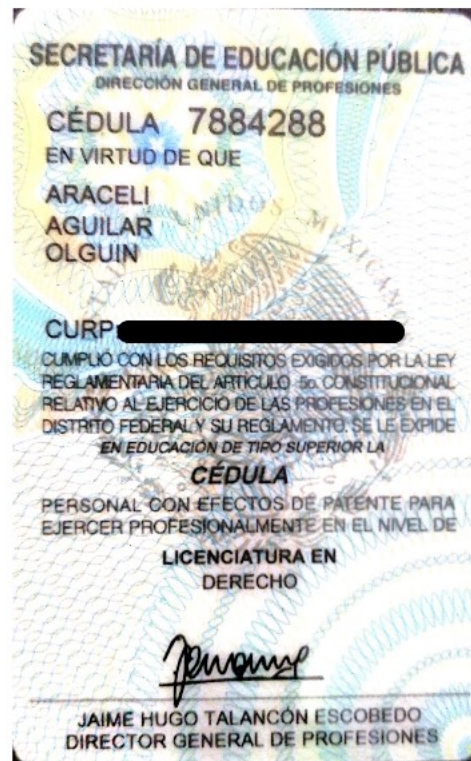 SECRETARÍA DE EDUCACIÓN PÚBLICA
DIRECCIÓN GENERAL DE PROFESIONES
CÉDULA 7884288
EN VIRTUD DE QUE
ARACELI
AGUILAR
OLGUIN
ESTADOS UNIDOS MEXICANOS
CURP:
CUMPLIO CON LOS REQUISITOS EXIGIDOS POR LA LEY
REGLAMENTARIA DEL ARTICULO 5o. CONSTITUCIONAL
RELATIVO AL EJERCICIO DE LAS PROFESIONES EN EL
DISTRITO FEDERAL Y SU REGLAMENTO, SE LE EXPIDE
EN EDUCACIÓN DE TIPO SUPERIOR LA
CÉDULA
PERSONAL CON EFECTOS DE PATENTE PARA
EJERCER PROFESIONALMENTE EN EL NIVEL DE
LICENCIATURA EN
DERECHO
JAIME HUGO TALANCÓN ESCOBEDO
DIRECTOR GENERAL DE PROFESIONES